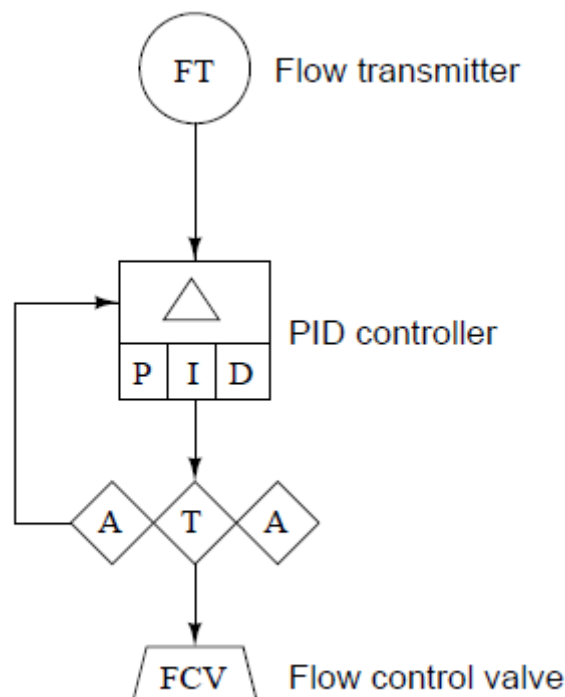 FT Flow transmitter
PID controller
P I D
A T A
FCV Flow control valve